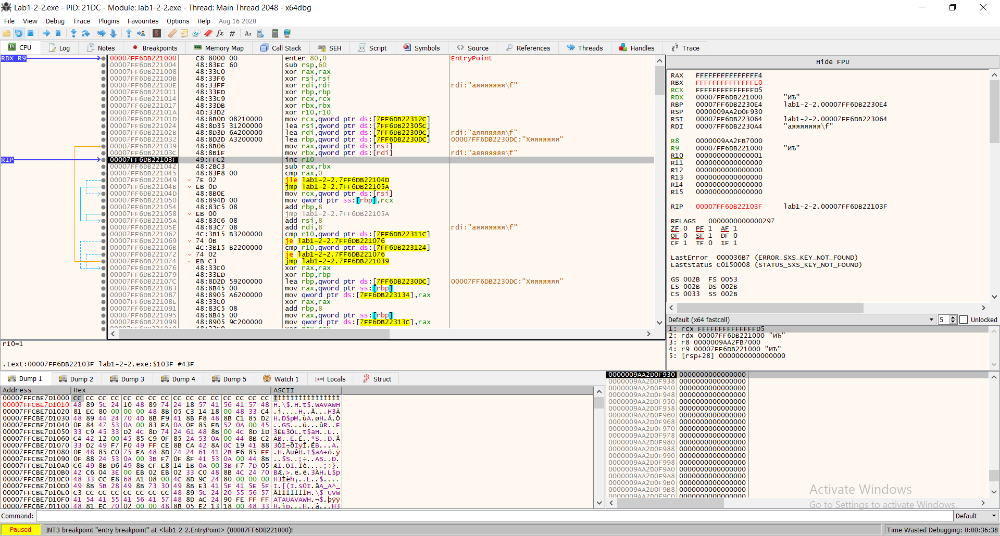 Lab1-2-2.exe - PID: 21DC - Module: lab1-2-2.exe - Thread: Main Thread 2048 - x64dbg
File View Debug Trace Plugins Favourites Options Help Aug 16 2020
CPU Log Notes Breakpoints Memory Map Call Stack SEH Script Symbols Source References Threads Handles Trace
RDX R9
RIP
00007FF6DB221000 C8 8000 00 enter 80,0 EntryPoint
00007FF6DB221004 48:83EC 60 sub rsp,60
00007FF6DB221008 48:33C0 xor rax,rax
00007FF6DB22100B 48:33F6 xor rsi,rsi
00007FF6DB22100E 48:33FF xor rdi,rdi rdi:"aяяяяяяя\f"
00007FF6DB221011 48:33ED xor rbp,rbp
00007FF6DB221014 48:33C9 xor rcx,rcx
00007FF6DB221017 48:33DB xor rbx,rbx
00007FF6DB22101A 4D:33D2 xor r10,r10
00007FF6DB22101D 48:8B0D 08210000 mov rcx,qword ptr ds:[7FF6DB22312C]
00007FF6DB221024 48:8D35 31200000 lea rsi,qword ptr ds:[7FF6DB22305C]
00007FF6DB22102B 48:8D3D 6A200000 lea rdi,qword ptr ds:[7FF6DB22309C] rdi:"aяяяяяяя\f"
00007FF6DB221032 48:8D2D A3200000 lea rbp,qword ptr ds:[7FF6DB2230DC] 00007FF6DB2230DC:"Xяяяяяяя"
00007FF6DB221039 48:8B06 mov rax,qword ptr ds:[rsi]
00007FF6DB22103C 48:8B1F mov rbx,qword ptr ds:[rdi] rdi:"aяяяяяяя\f"
00007FF6DB22103F 49:FFC2 inc r10
00007FF6DB221042 48:2BC3 sub rax,rbx
00007FF6DB221045 48:83F8 00 cmp rax,0
00007FF6DB221049 7E 02 jle lab1-2-2.7FF6DB22104D
00007FF6DB22104B EB 0D jmp lab1-2-2.7FF6DB22105A
00007FF6DB22104D 48:8B0E mov rcx,qword ptr ds:[rsi]
00007FF6DB221050 48:894D 00 mov qword ptr ss:[rbp],rcx
00007FF6DB221054 48:83C5 08 add rbp,8
00007FF6DB221058 EB 00 jmp lab1-2-2.7FF6DB22105A
00007FF6DB22105A 48:83C6 08 add rsi,8
00007FF6DB22105E 48:83C7 08 add rdi,8 rdi:"aяяяяяяя\f"
00007FF6DB221062 4C:3B15 B3200000 cmp r10,qword ptr ds:[7FF6DB22311C]
00007FF6DB221069 74 0B je lab1-2-2.7FF6DB221076
00007FF6DB22106B 4C:3B15 B2200000 cmp r10,qword ptr ds:[7FF6DB223124]
00007FF6DB221072 74 02 je lab1-2-2.7FF6DB221076
00007FF6DB221074 EB C3 jmp lab1-2-2.7FF6DB221039
00007FF6DB221076 48:33C0 xor rax,rax
00007FF6DB221079 48:33ED xor rbp,rbp
00007FF6DB22107C 48:8D2D 59200000 lea rbp,qword ptr ds:[7FF6DB2230DC] 00007FF6DB2230DC:"Xяяяяяяя"
00007FF6DB221083 48:8B45 00 mov rax,qword ptr ss:[rbp]
00007FF6DB221087 48:8905 A6200000 mov qword ptr ds:[7FF6DB223134],rax
00007FF6DB22108E 48:33C0 xor rax,rax
00007FF6DB221091 48:83C5 08 add rbp,8
00007FF6DB221095 48:8B45 00 mov rax,qword ptr ss:[rbp]
00007FF6DB221099 48:8905 9C200000 mov qword ptr ds:[7FF6DB22313C],rax
Hide FPU
RAX FFFFFFFFFFFFFFF4
RBX FFFFFFFFFFFFFFE0
RCX FFFFFFFFFFFFFFD5
RDX 00007FF6DB221000 "ИЂ"
RBP 00007FF6DB2230E4 lab1-2-2.00007FF6DB2230E4
RSP 0000009AA2D0F930
RSI 00007FF6DB223064 lab1-2-2.00007FF6DB223064
RDI 00007FF6DB2230A4 "aяяяяяяя\f"
R8 0000009AA2FB7000
R9 00007FF6DB221000 "ИЂ"
R10 0000000000000001
R11 0000000000000000
R12 0000000000000000
R13 0000000000000000
R14 0000000000000000
R15 0000000000000000
RIP 00007FF6DB22103F lab1-2-2.00007FF6DB22103F
RFLAGS 0000000000000297
ZF 0 PF 1 AF 1
OF 0 SF 1 DF 0
CF 1 TF 0 IF 1
LastError 000036B7 (ERROR_SXS_KEY_NOT_FOUND)
LastStatus C0150008 (STATUS_SXS_KEY_NOT_FOUND)
GS 002B FS 0053
ES 002B DS 002B
CS 0033 SS 002B
Default (x64 fastcall) 5 Unlocked
1: rcx FFFFFFFFFFFFFFD5
2: rdx 00007FF6DB221000 "ИЂ"
3: r8 0000009AA2FB7000
4: r9 00007FF6DB221000 "ИЂ"
5: [rsp+28] 0000000000000000
r10=1
.text:00007FF6DB22103F lab1-2-2.exe:$103F #43F
Dump 1 Dump 2 Dump 3 Dump 4 Dump 5 Watch 1 [x=] Locals Struct
Address Hex ASCII
00007FFCBE7D1000 CC CC CC CC CC CC CC CC CC CC CC CC CC CC CC CC ÌÌÌÌÌÌÌÌÌÌÌÌÌÌÌÌ
00007FFCBE7D1010 48 89 5C 24 10 48 89 74 24 18 57 41 56 41 57 48 H.\$.H.t$.WAVAWH
00007FFCBE7D1020 81 EC 80 00 00 00 48 8B 05 C3 14 18 00 48 33 C4 .ì....H..Ã...H3Ä
00007FFCBE7D1030 48 89 44 24 70 4D 8B F9 41 8B F8 48 8B C1 85 D2 H.D$pM.ùA.øH.Á.Ò
00007FFCBE7D1040 0F 84 47 53 0A 00 83 FA 0A 0F 85 FB 52 0A 00 45 ..GS...ú...ûR..E
00007FFCBE7D1050 33 C9 45 33 D2 4C 8D 74 24 61 48 8B 00 4C 8D 1D 3ÉE3ÒL.t$aH..L..
00007FFCBE7D1060 C4 42 12 00 45 85 C9 0F 85 2A 53 0A 00 44 8B C2 ÄB..E.É..*S..D.Â
00007FFCBE7D1070 33 D2 49 F7 F0 49 FF CE 8B CA 42 8A 0C 19 41 88 3ÒI÷ðIÿÎ.ÊB...A.
00007FFCBE7D1080 0E 48 85 C0 75 EA 48 8D 74 24 61 41 2B F6 85 FF .H.ÀuêH.t$aA+ö.ÿ
00007FFCBE7D1090 0F 88 24 53 0A 00 3B F7 0F 8F 41 53 0A 00 44 8B ..$S..;÷..AS..D.
00007FFCBE7D10A0 C6 49 8B D6 49 8B CF E8 14 1B 0A 00 3B F7 7D 05 ÆI.ÖI.Ïè....;÷}.
00007FFCBE7D10B0 42 C6 04 3E 00 EB 02 EB 02 33 C0 48 8B 4C 24 70 BÆ.>.ë.ë.3ÀH.L$p
00007FFCBE7D10C0 48 33 CC E8 68 A1 08 00 4C 8D 9C 24 80 00 00 00 H3Ìèh¡..L..$....
00007FFCBE7D10D0 49 8B 5B 28 49 8B 73 30 49 8B E3 41 5F 41 5E 5F I.[(I.s0I.ãA_A^_
00007FFCBE7D10E0 C3 CC CC CC CC CC CC CC 48 89 5C 24 20 55 56 57 ÃÌÌÌÌÌÌÌH.\$ UVW
00007FFCBE7D10F0 41 54 41 55 41 56 41 57 48 8D AC 24 90 FE FF FF ATAUAVAWH.¬$.þÿÿ
00007FFCBE7D1100 48 81 EC 70 02 00 00 48 8B 05 E2 13 18 00 48 33 H.ìp...H..â...H3
0000009AA2D0F930 0000000000000000
0000009AA2D0F938 0000000000000000
0000009AA2D0F940 0000000000000000
0000009AA2D0F948 0000000000000000
0000009AA2D0F950 0000000000000000
0000009AA2D0F958 0000000000000000
0000009AA2D0F960 0000000000000000
0000009AA2D0F968 0000000000000000
0000009AA2D0F970 0000000000000000
0000009AA2D0F978 0000000000000000
0000009AA2D0F980 0000000000000000
0000009AA2D0F988 0000000000000000
0000009AA2D0F990 0000000000000000
0000009AA2D0F998 0000000000000000
0000009AA2D0F9A0 0000000000000000
0000009AA2D0F9A8 0000000000000000
0000009AA2D0F9B0 0000000000000000
0000009AA2D0F9B8 0000000000000000
0000009AA2D0F9C0 0000000000000000
Activate Windows
Go to Settings to activate Windows.
Command: Default
Paused INT3 breakpoint "entry breakpoint" at <lab1-2-2.EntryPoint> (00007FF6DB221000)! Time Wasted Debugging: 0:00:36:38